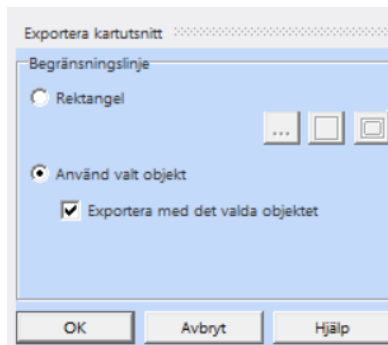 Exportera kartutsnitt
Begränsningslinje
Rektangel
...
Använd valt objekt
Exportera med det valda objektet
OK Avbryt Hjälp